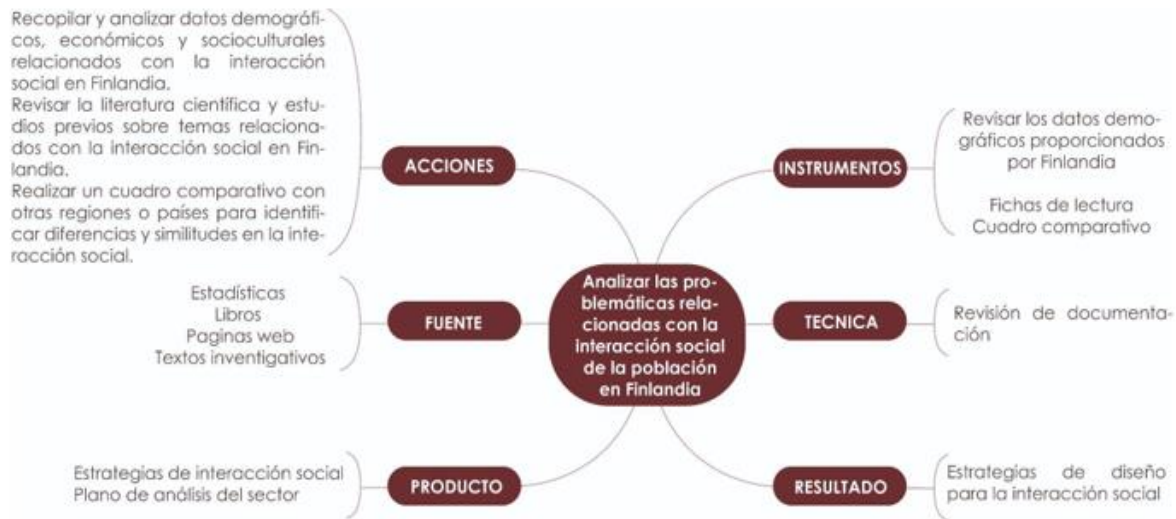 Recopilar y analizar datos demográfi-
cos, económicos y socioculturales
relacionados con la interacción
social en Finlandia.
Revisar la literatura científica y estu-
dios previos sobre temas relaciona-
dos con la interacción social en Fin-
landia.
Realizar un cuadro comparativo con
otras regiones o países para identifi-
car diferencias y similitudes en la inte-
racción social.
ACCIONES
Estadísticas
Libros
Paginas web
Textos investigativos
FUENTE
Estrategias de interacción social
Plano de análisis del sector
PRODUCTO
Analizar las pro-
blemáticas rela-
cionadas con la
interacción social
de la población
en Finlandia
INSTRUMENTOS
Revisar los datos demo-
gráficos proporcionados
por Finlandia
Fichas de lectura
Cuadro comparativo
TECNICA
Revisión de documenta-
ción
RESULTADO
Estrategias de diseño
para la interacción social